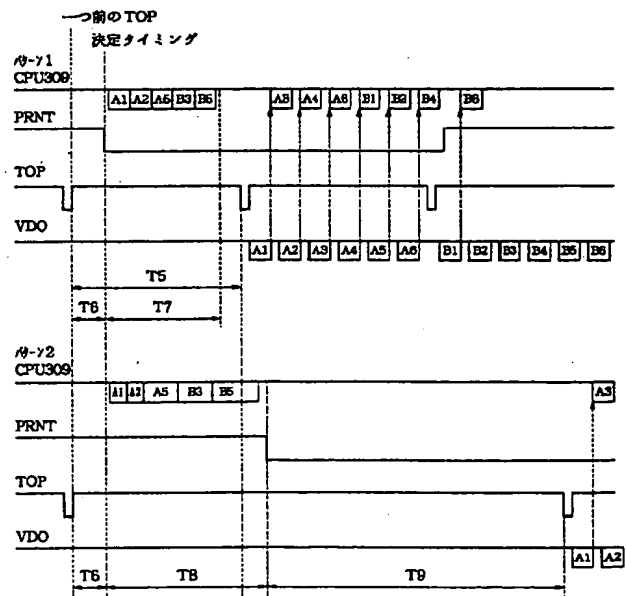 一つ前のTOP
決定タイミング
パターン1
CPU309
A1 A2 A5 B3 B5 A3 A4 A6 B1 B2 B4 B6
PRNT
TOP
VDO
A1 A2 A3 A4 A5 A6 B1 B2 B3 B4 B5 B6
T5
T6 T7
パターン2
CPU309
A1 A2 A5 B3 B5 A3
PRNT
TOP
VDO
A1 A2
T6 T8 T9